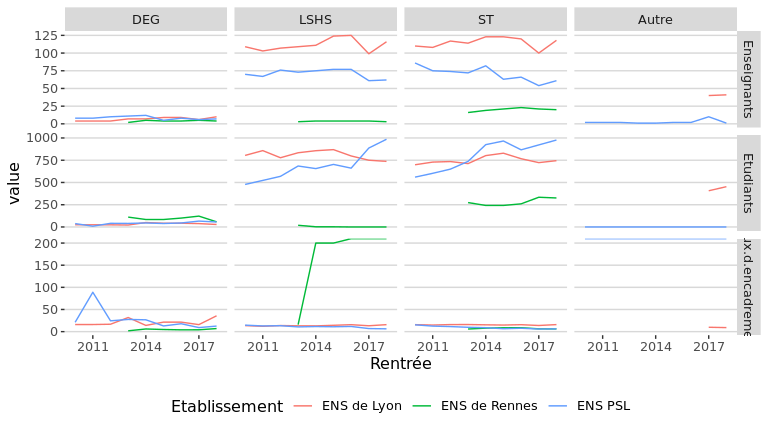 DEG LSHS ST Autre
125
100
75
50
25
0
Enseignants
1000
750
500
250
0
Etudiants
200
150
100
50
0
ux.d.encadreme
2011 2014 2017 2011 2014 2017 2011 2014 2017 2011 2014 2017
value
Rentrée
Etablissement ENS de Lyon ENS de Rennes ENS PSL